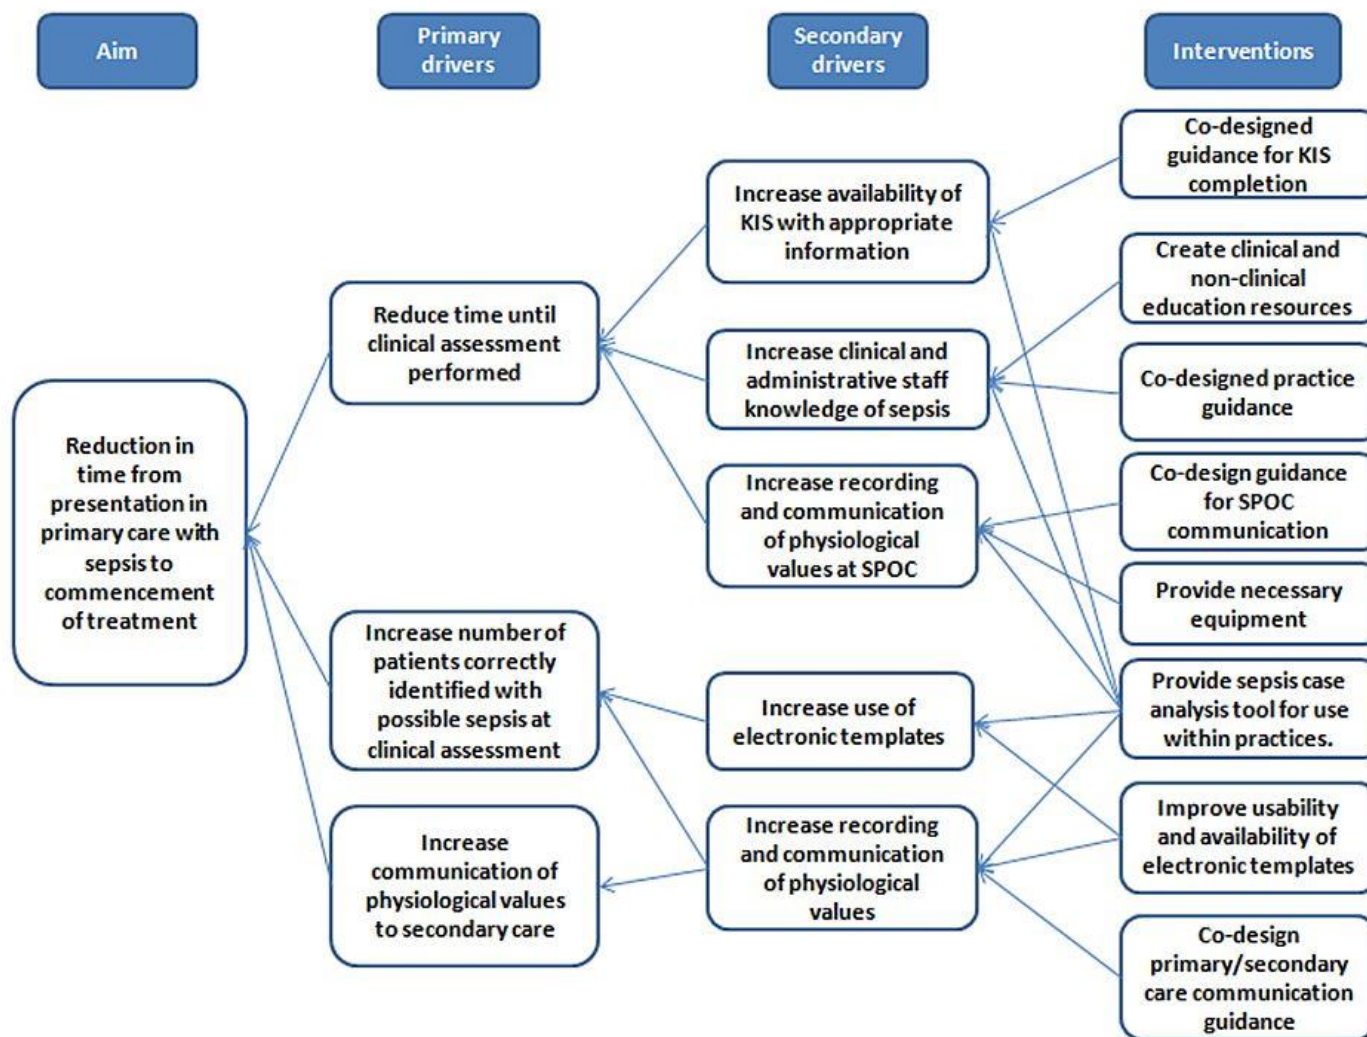 Aim
Primary
drivers
Secondary
drivers
Interventions
Reduction in
time from
presentation in
primary care with
sepsis to
commencement
of treatment
Reduce time until
clinical assessment
performed
Increase number of
patients correctly
identified with
possible sepsis at
clinical assessment
Increase
communication of
physiological values
to secondary care
Increase availability of
KIS with appropriate
information
Increase clinical and
administrative staff
knowledge of sepsis
Increase recording
and communication
of physiological
values at SPOC
Increase use of
electronic templates
Increase recording
and communication
of physiological
values
Co-designed
guidance for KIS
completion
Create clinical and
non-clinical
education resources
Co-designed practice
guidance
Co-design guidance
for SPOC
communication
Provide necessary
equipment
Provide sepsis case
analysis tool for use
within practices.
Improve usability
and availability of
electronic templates
Co-design
primary/secondary
care communication
guidance